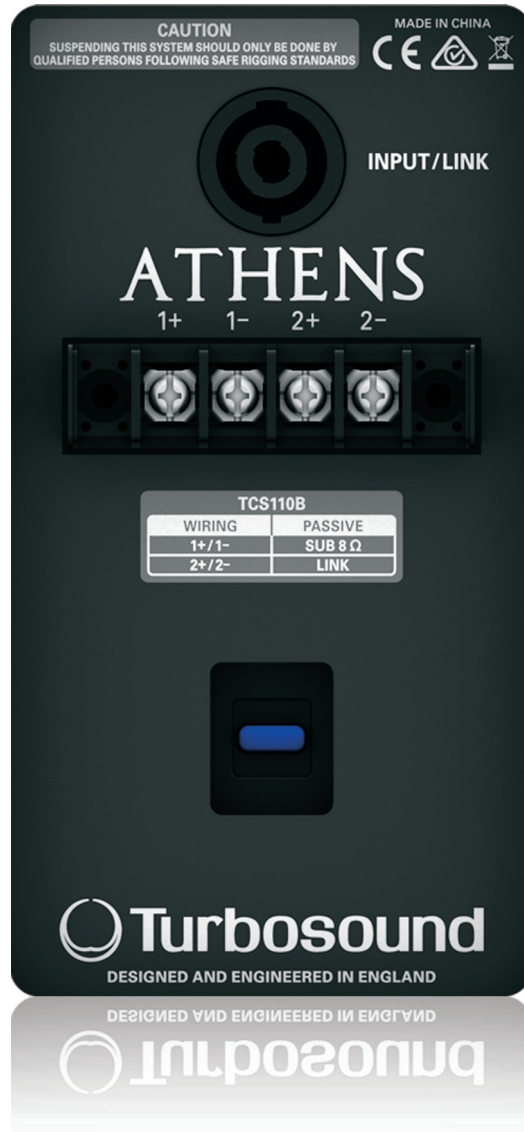 CAUTION
SUSPENDING THIS SYSTEM SHOULD ONLY BE DONE BY
QUALIFIED PERSONS FOLLOWING SAFE RIGGING STANDARDS
MADE IN CHINA
CE
INPUT/LINK
ATHENS
1+ 1− 2+ 2−
TCS110B
WIRING PASSIVE
1+/1− SUB 8 Ω
2+/2− LINK
Turbosound
DESIGNED AND ENGINEERED IN ENGLAND